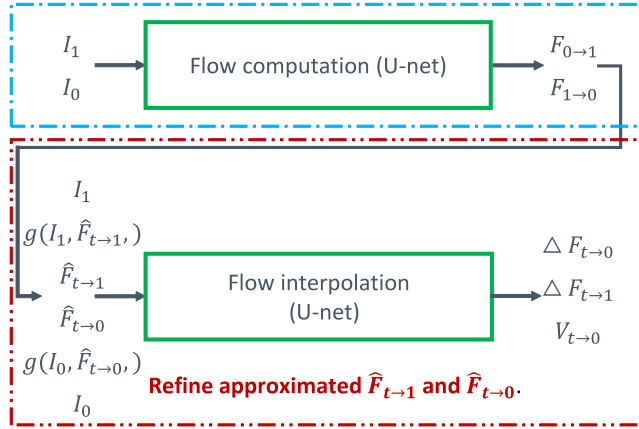 I₁
I₀
Flow computation (U-net)
F₀→₁
F₁→₀
I₁
g(I₁, F̂ₜ→₁,)
F̂ₜ→₁
F̂ₜ→₀
g(I₀, F̂ₜ→₀,)
I₀
Flow interpolation
(U-net)
△ Fₜ→₀
△ Fₜ→₁
Vₜ→₀
Refine approximated F̂ₜ→₁ and F̂ₜ→₀.